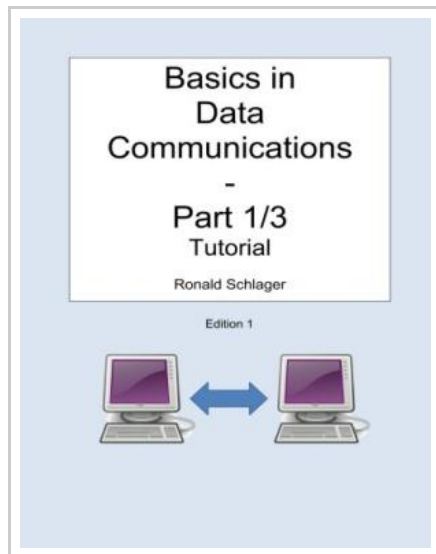 Basics in
Data
Communications
-
Part 1/3
Tutorial
Ronald Schlager
Edition 1